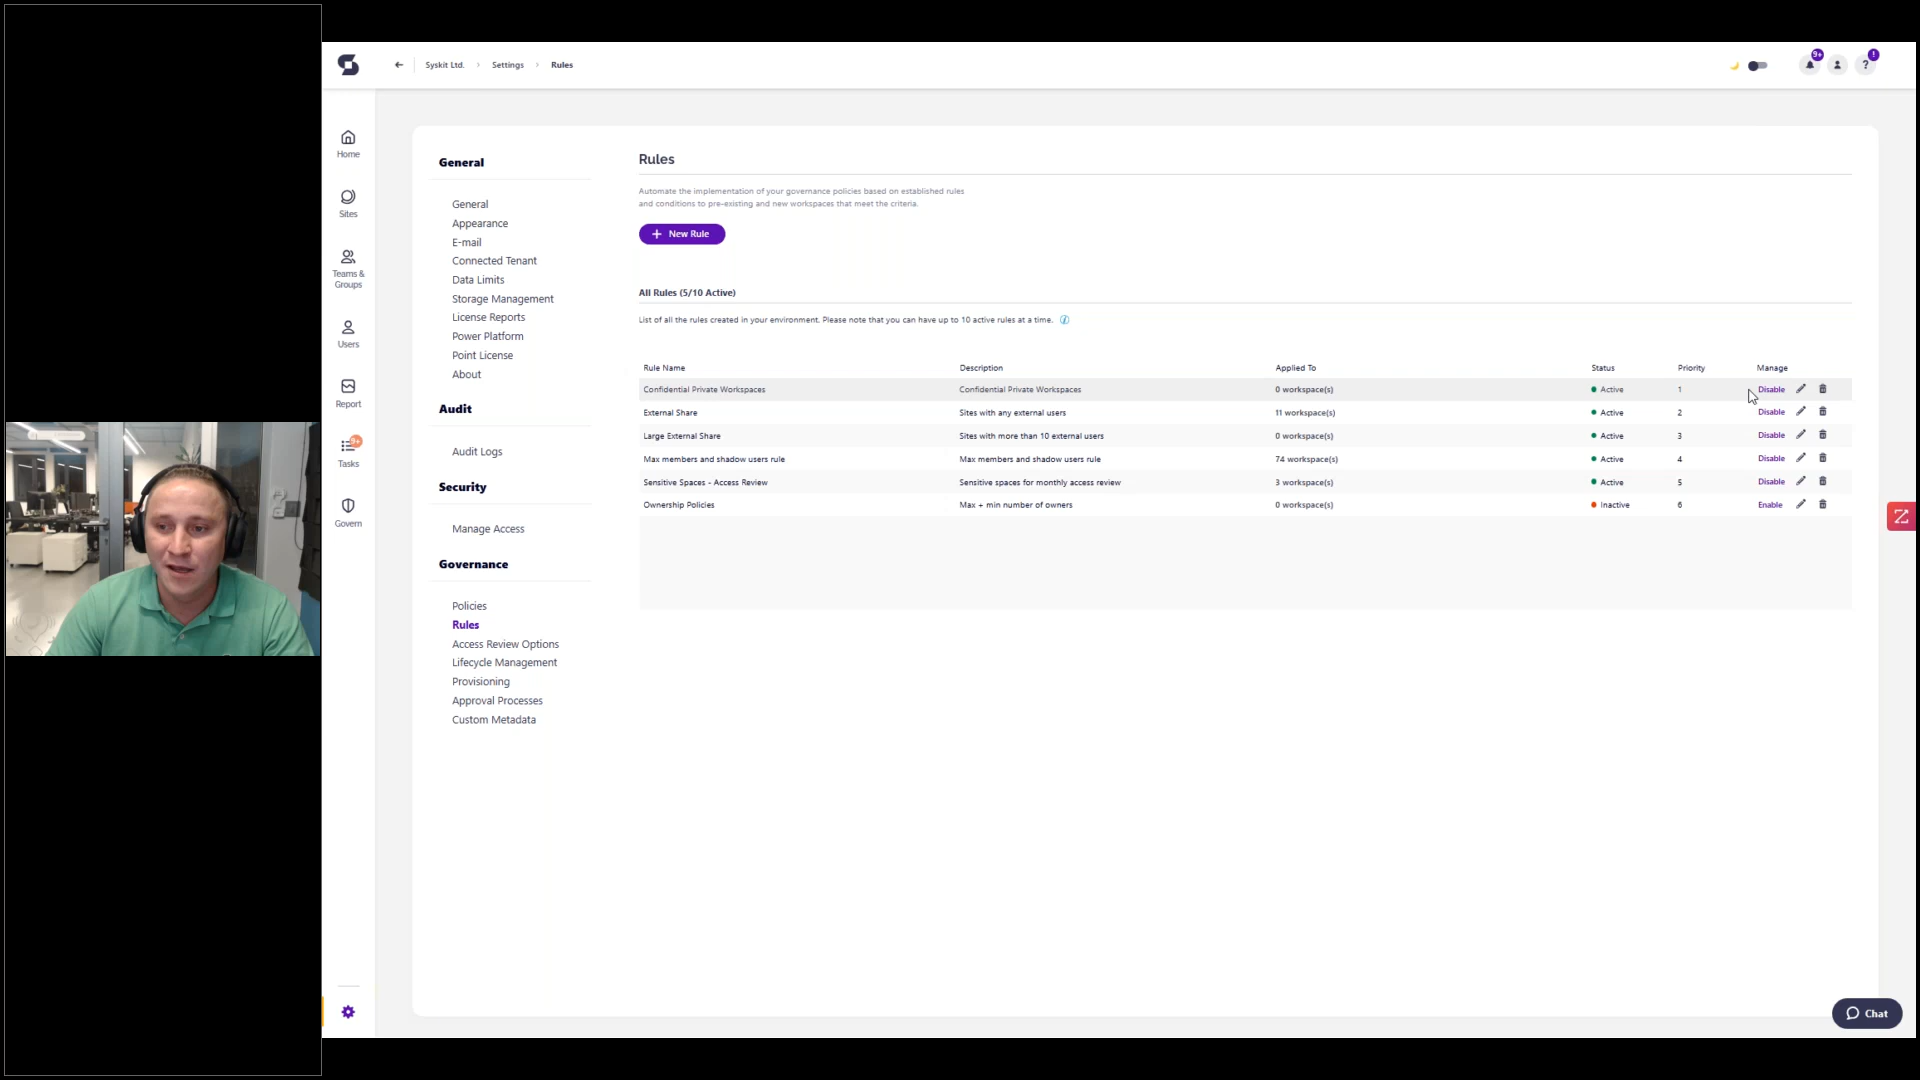 Syskit Ltd. > Settings > Rules
9+
!
?
Home
Sites
Teams &
Groups
Users
Report
9+
Tasks
Govern
General
General
Appearance
E-mail
Connected Tenant
Data Limits
Storage Management
License Reports
Power Platform
Point License
About
Audit
Audit Logs
Security
Manage Access
Governance
Policies
Rules
Access Review Options
Lifecycle Management
Provisioning
Approval Processes
Custom Metadata
Rules
Automate the implementation of your governance policies based on established rules
and conditions to pre-existing and new workspaces that meet the criteria.
+ New Rule
All Rules (5/10 Active)
List of all the rules created in your environment. Please note that you can have up to 10 active rules at a time. i
Rule Name Description Applied To Status Priority Manage
Confidential Private Workspaces Confidential Private Workspaces 0 workspace(s) Active 1 Disable
External Share Sites with any external users 11 workspace(s) Active 2 Disable
Large External Share Sites with more than 10 external users 0 workspace(s) Active 3 Disable
Max members and shadow users rule Max members and shadow users rule 74 workspace(s) Active 4 Disable
Sensitive Spaces - Access Review Sensitive spaces for monthly access review 3 workspace(s) Active 5 Disable
Ownership Policies Max + min number of owners 0 workspace(s) Inactive 6 Enable
Chat